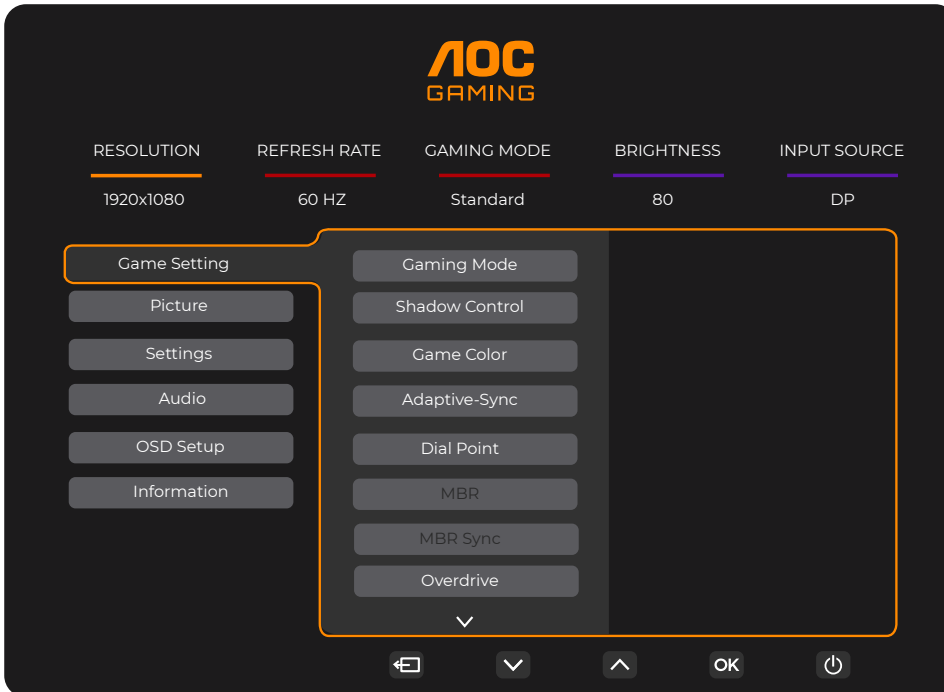 AOC
GAMING
RESOLUTION REFRESH RATE GAMING MODE BRIGHTNESS INPUT SOURCE
1920x1080 60 HZ Standard 80 DP
Game Setting
Picture
Settings
Audio
OSD Setup
Information
Gaming Mode
Shadow Control
Game Color
Adaptive-Sync
Dial Point
MBR
MBR Sync
Overdrive
OK